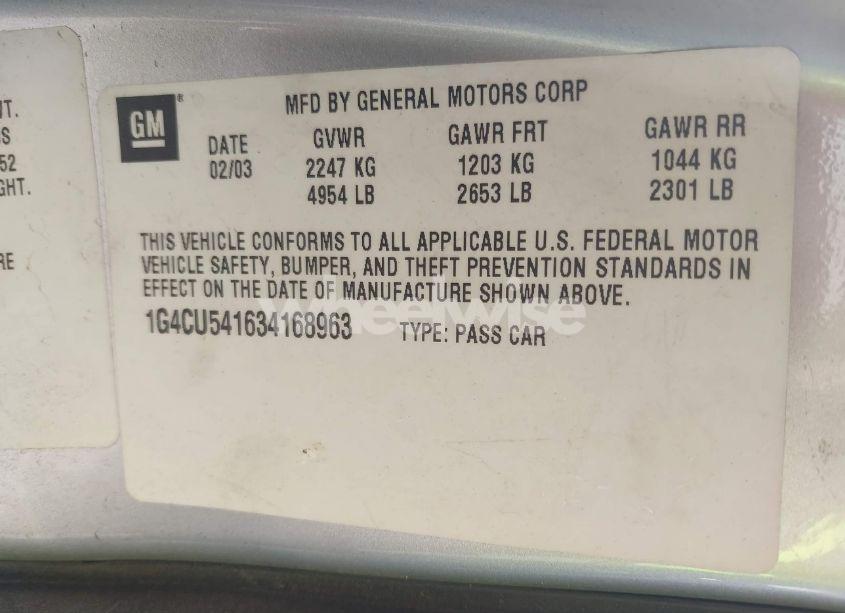 GM®
MFD BY GENERAL MOTORS CORP
DATE GVWR GAWR FRT GAWR RR
02/03 2247 KG 1203 KG 1044 KG
4954 LB 2653 LB 2301 LB
THIS VEHICLE CONFORMS TO ALL APPLICABLE U.S. FEDERAL MOTOR
VEHICLE SAFETY, BUMPER, AND THEFT PREVENTION STANDARDS IN
EFFECT ON THE DATE OF MANUFACTURE SHOWN ABOVE.
1G4CU541634168963 TYPE: PASS CAR
Wheelwise
52